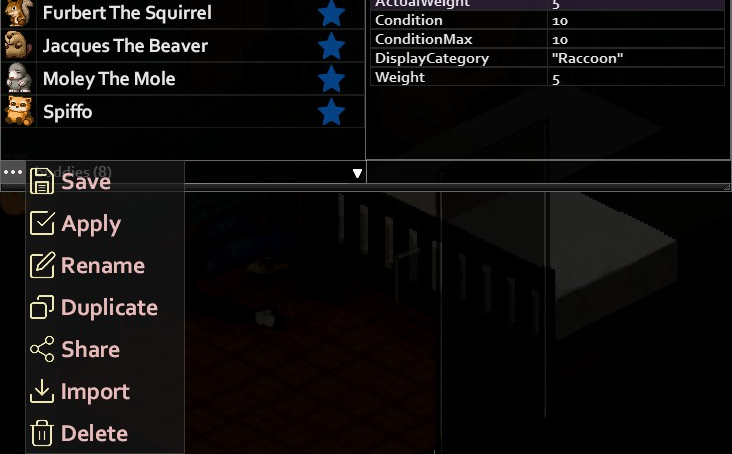 Furbert The Squirrel
Jacques The Beaver
Moley The Mole
Spiffo
ActualWeight 5
Condition 10
ConditionMax 10
DisplayCategory "Raccoon"
Weight 5
(8)
Save
Apply
Rename
Duplicate
Share
Import
Delete